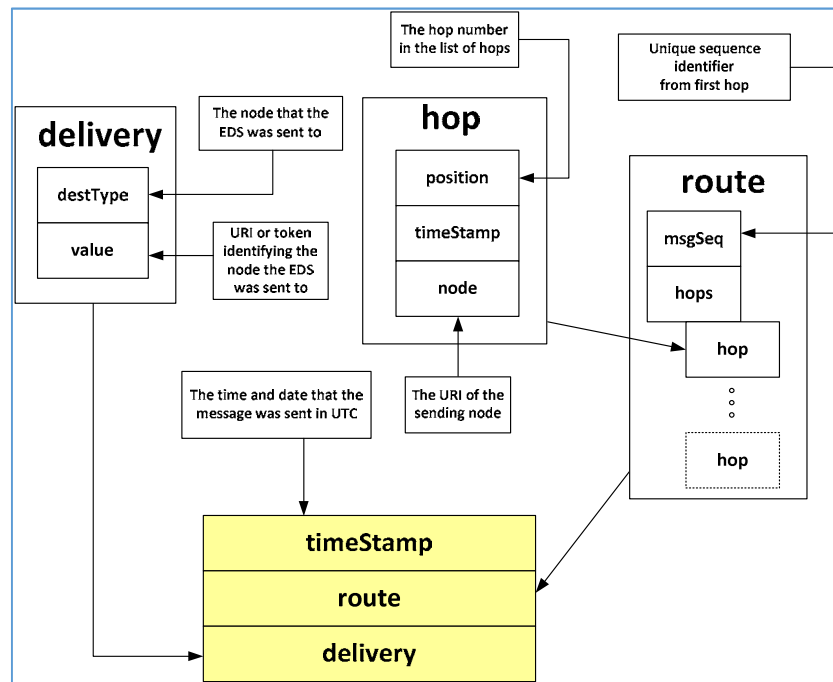 The hop number
in the list of hops
Unique sequence
identifier
from first hop
The node that the
EDS was sent to
delivery
destType
value
URI or token
identifying the
node the EDS
was sent to
hop
position
timeStamp
node
route
msgSeq
hops
hop
hop
The time and date that the
message was sent in UTC
The URI of the
sending node
timeStamp
route
delivery